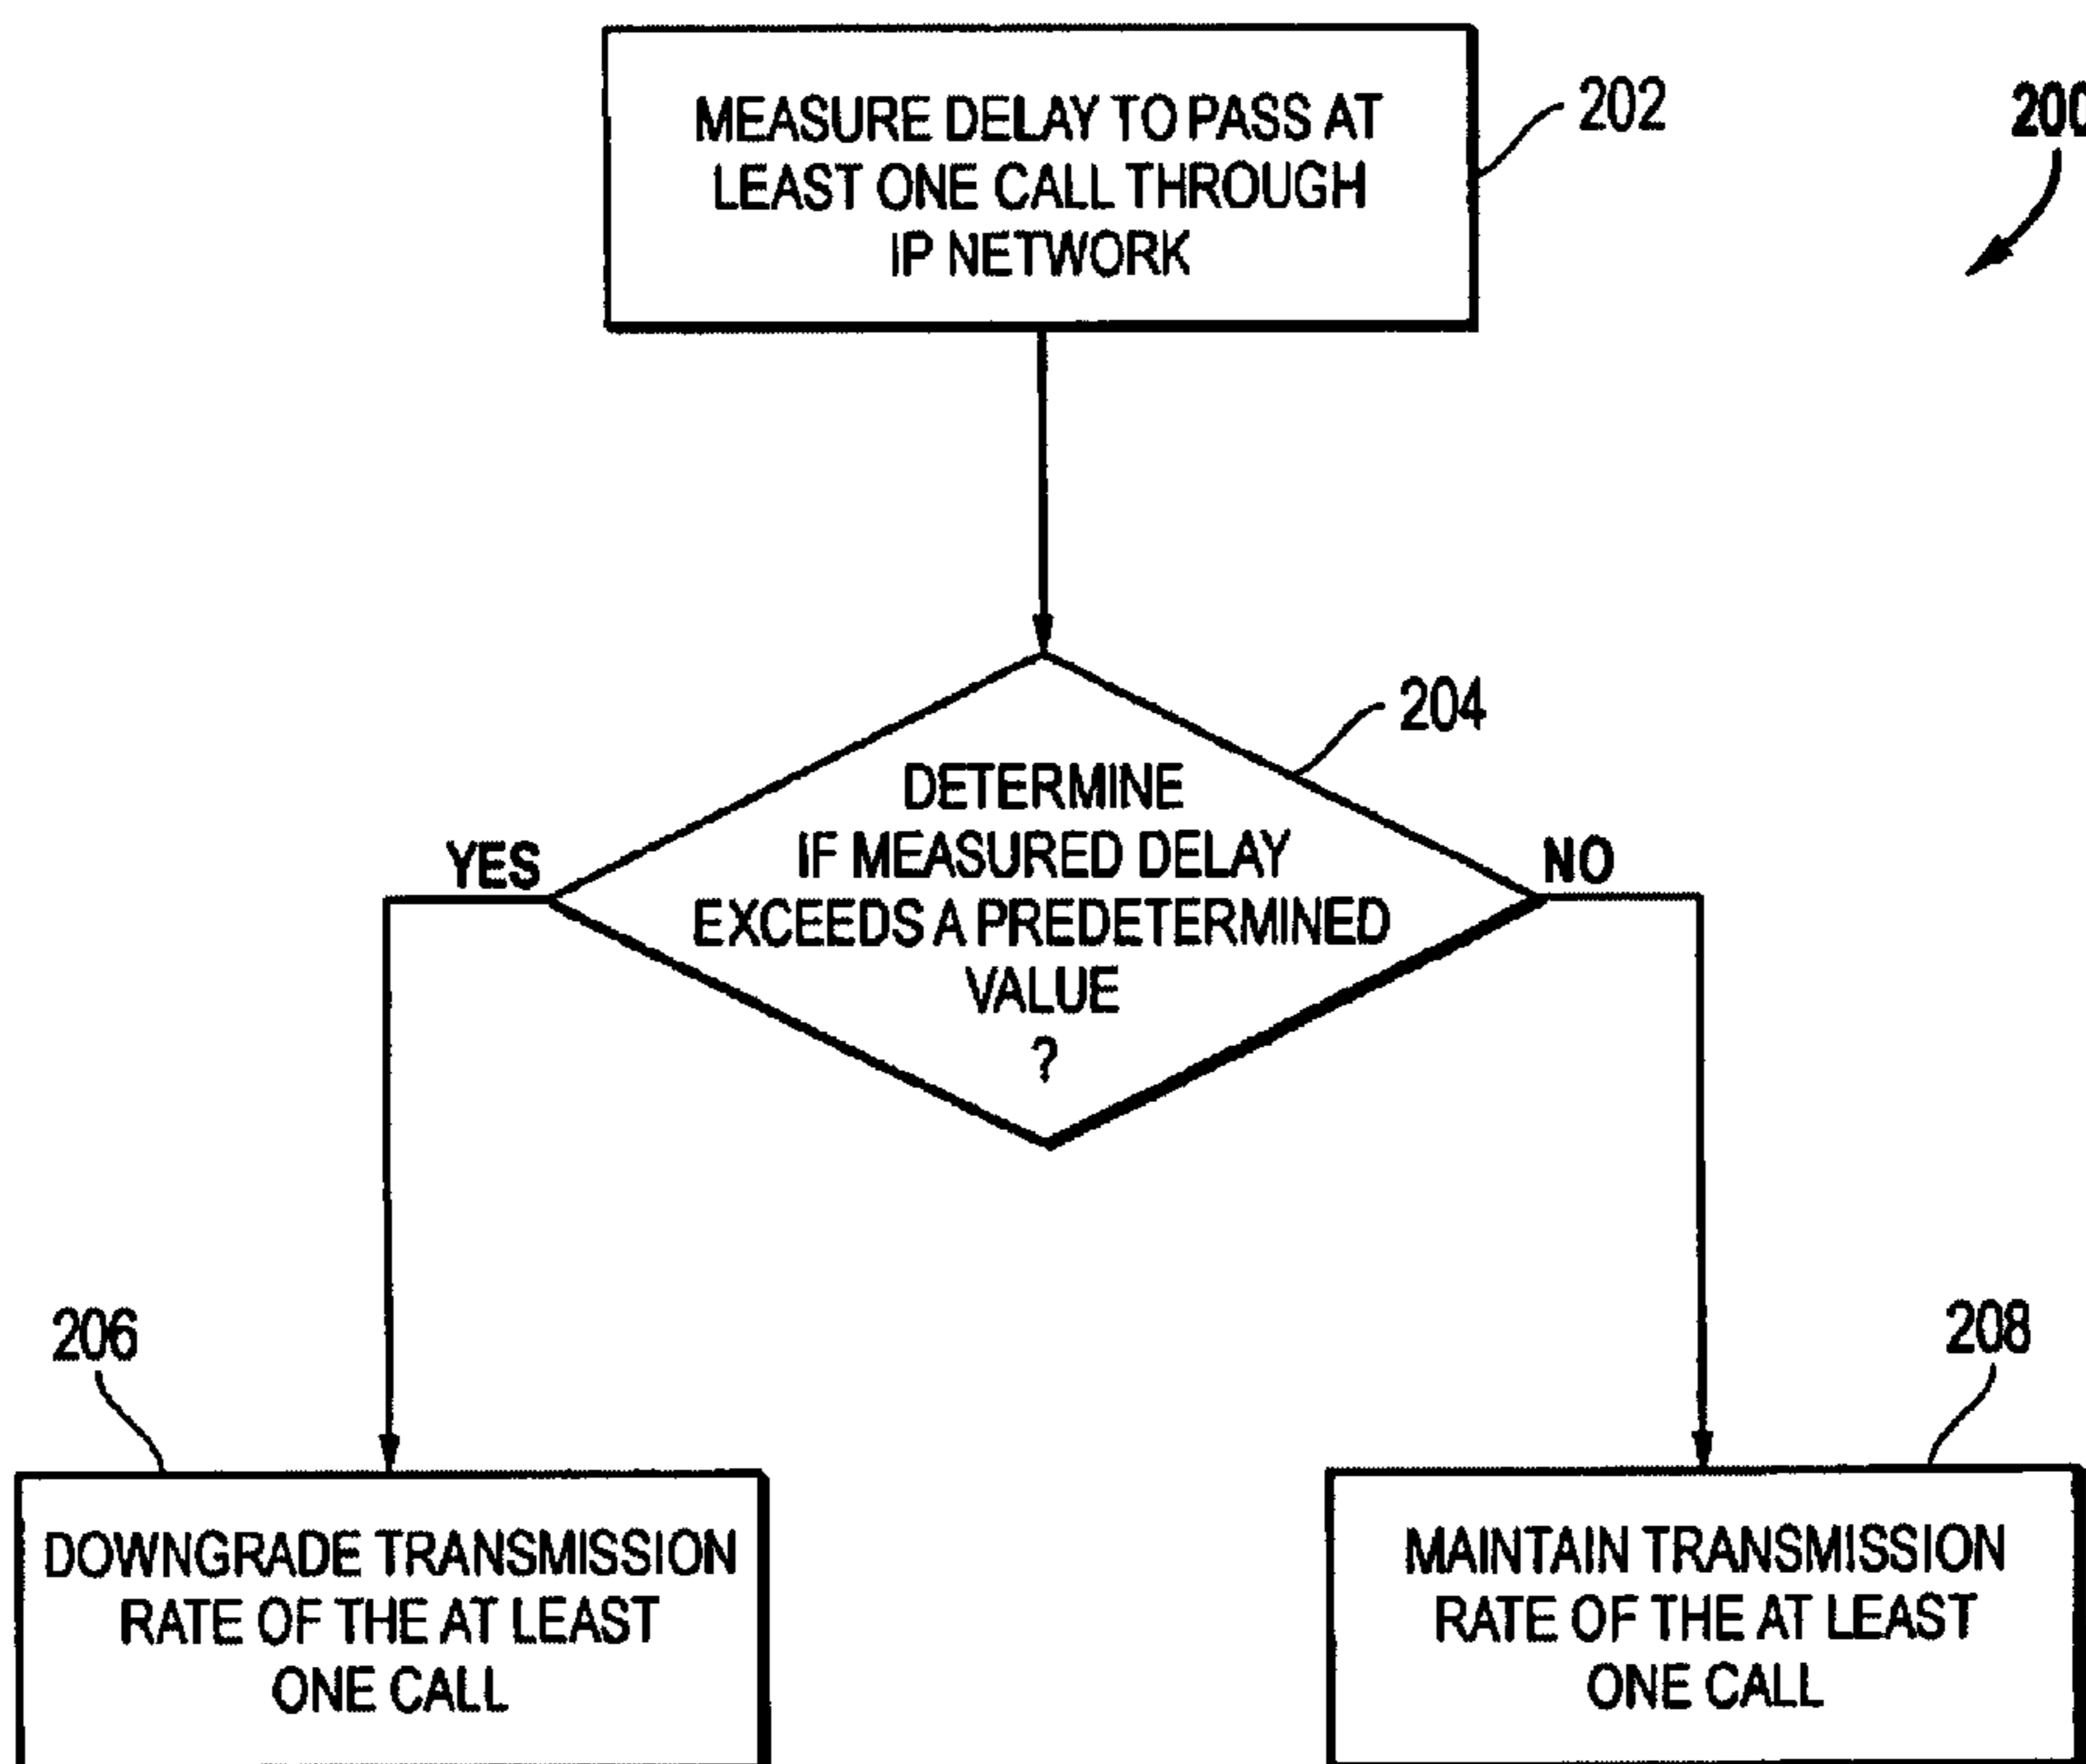 MEASURE DELAY TO PASS AT
LEAST ONE CALL THROUGH
IP NETWORK
202
200
204
DETERMINE
IF MEASURED DELAY
EXCEEDS A PREDETERMINED
VALUE
?
YES
NO
206
208
DOWNGRADE TRANSMISSION
RATE OF THE AT LEAST
ONE CALL
MAINTAIN TRANSMISSION
RATE OF THE AT LEAST
ONE CALL